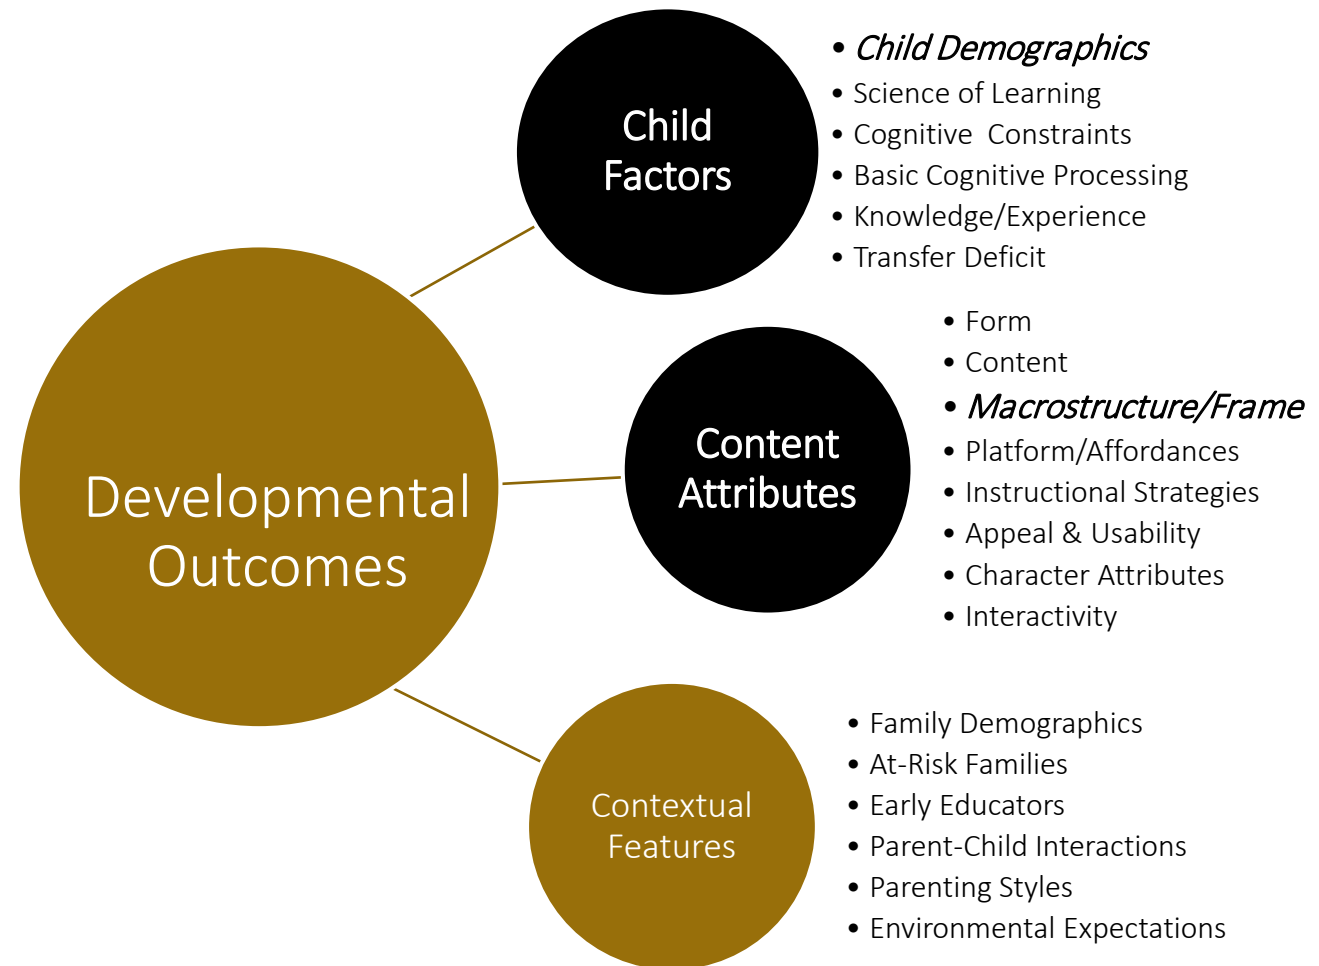 Developmental
Outcomes
Child
Factors
• Child Demographics
• Science of Learning
• Cognitive Constraints
• Basic Cognitive Processing
• Knowledge/Experience
• Transfer Deficit
Content
Attributes
• Form
• Content
• Macrostructure/Frame
• Platform/Affordances
• Instructional Strategies
• Appeal & Usability
• Character Attributes
• Interactivity
Contextual
Features
• Family Demographics
• At-Risk Families
• Early Educators
• Parent-Child Interactions
• Parenting Styles
• Environmental Expectations